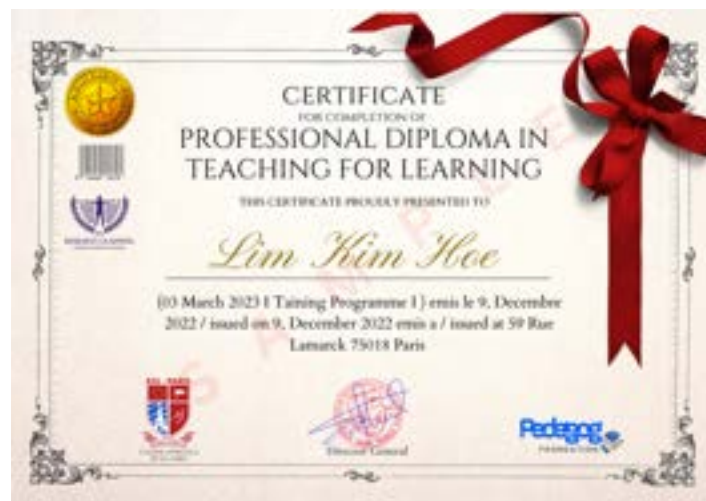 CERTIFICATE
FOR COMPLETION OF
PROFESSIONAL DIPLOMA IN
TEACHING FOR LEARNING
THIS CERTIFICATE PROUDLY PRESENTED TO
Lim Kim Hoe
(03 March 2023 I Taining Programme I ) emis le 9, Decembre
2022 / issued on 9, December 2022 emis a / issued at 59 Rue
Lamarck 75018 Paris
SAMPLE
Director General
Pedagog